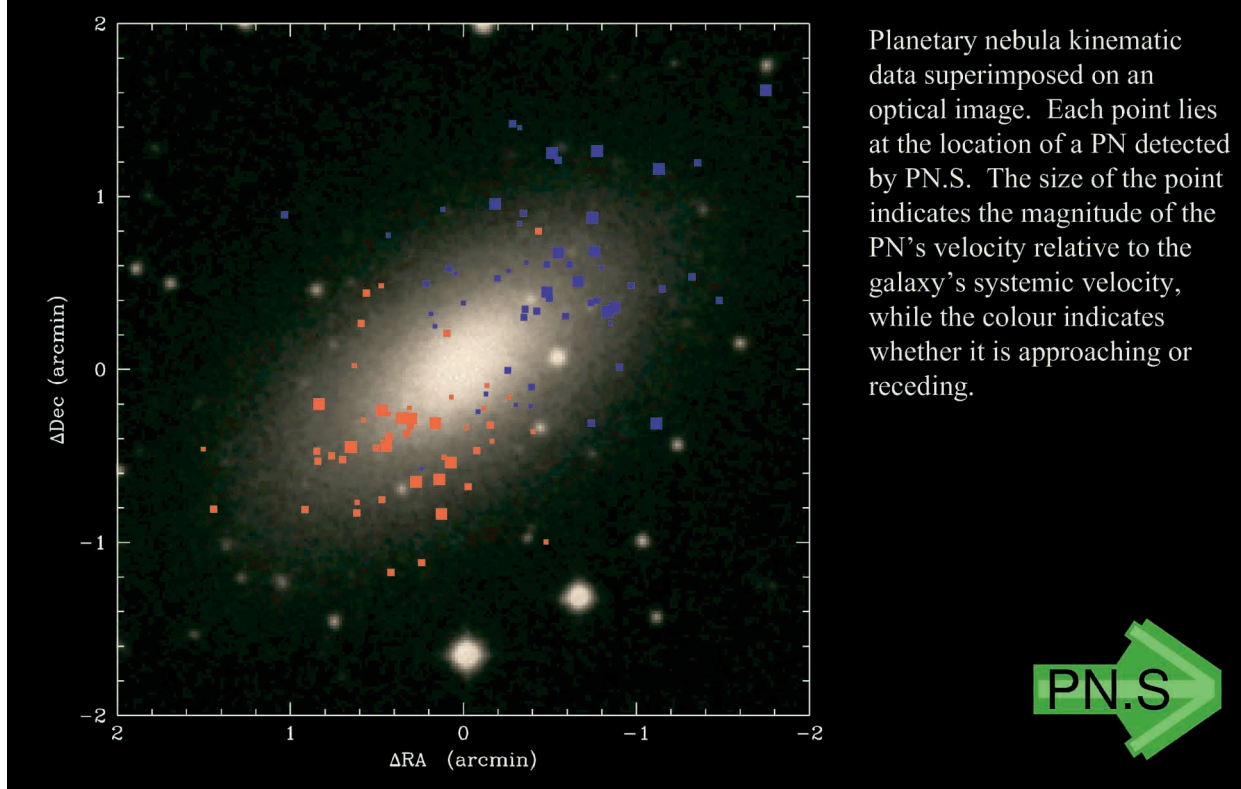 Planetary nebula kinematic
data superimposed on an
optical image.  Each point lies
at the location of a PN detected
by PN.S.  The size of the point
indicates the magnitude of the
PN's velocity relative to the
galaxy's systemic velocity,
while the colour indicates
whether it is approaching or
receding.
2
1
0
−1
−2
ΔDec (arcmin)
2
1
0
−1
−2
ΔRA (arcmin)
PN.S